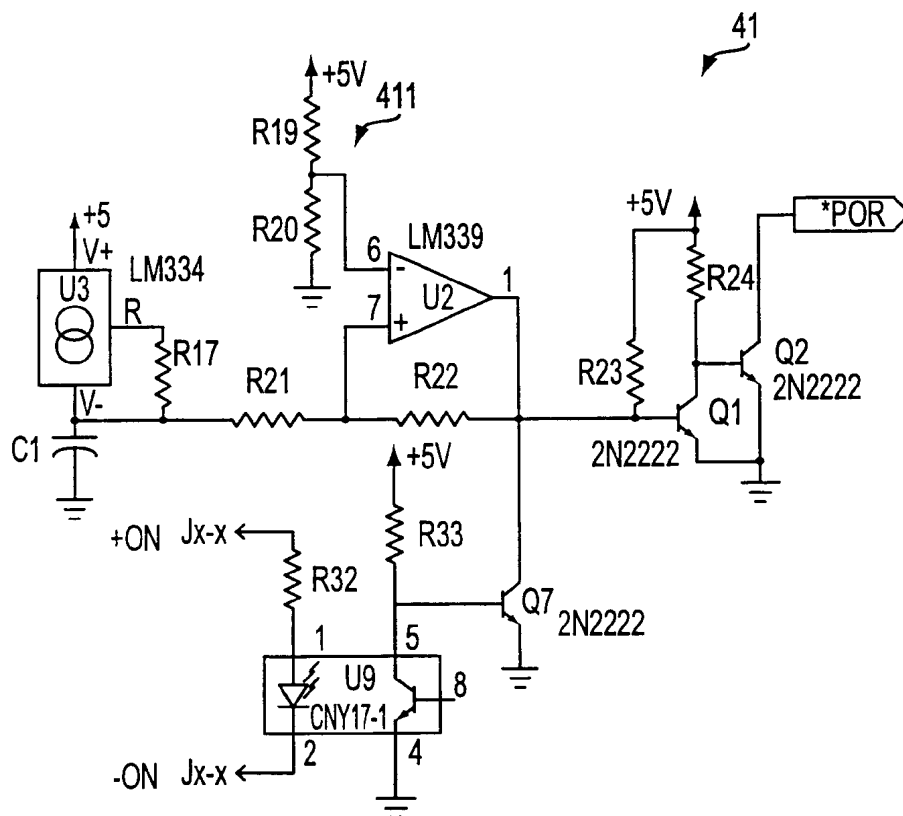 41
+5V
411
R19
R20
+5
V+
LM334
U3
R
R17
V-
C1
LM339
6
-
U2
1
7
+
R21
R22
+5V
*POR
R24
R23
Q2
2N2222
Q1
2N2222
+5V
R33
+ON Jx-x
R32
Q7
2N2222
1
5
U9
8
CNY17-1
2
4
-ON Jx-x